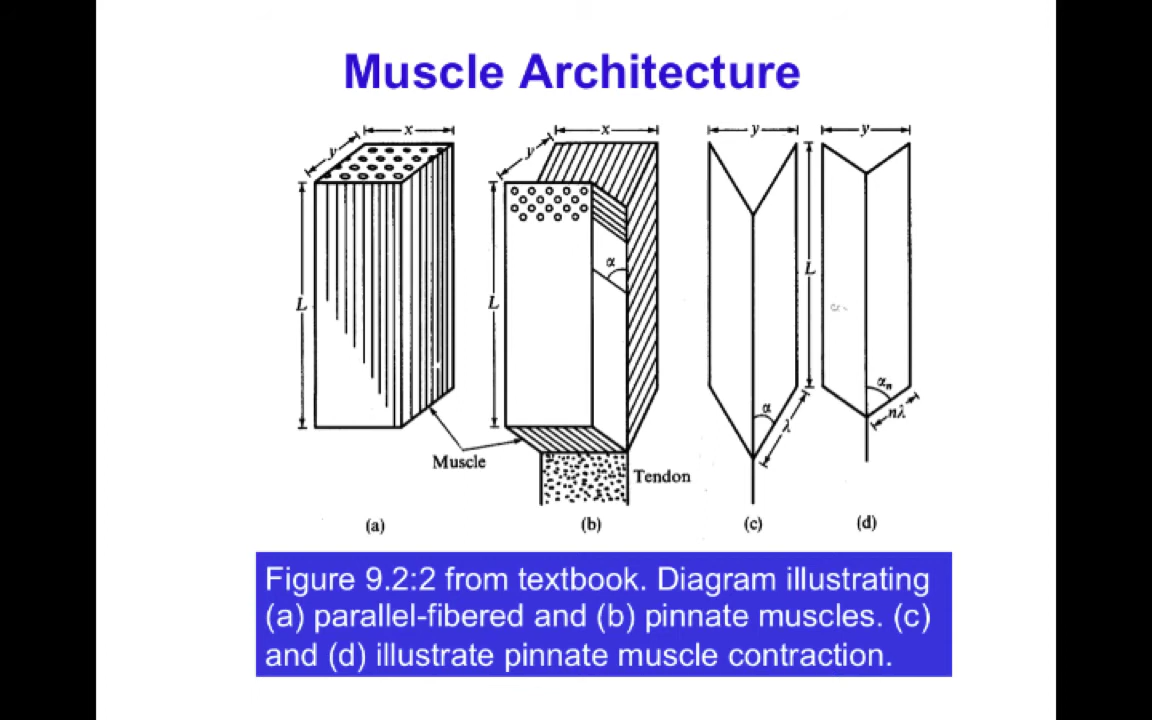 Muscle Architecture
x x y y
y y
L L L
α
α αₙ
λ nλ
Muscle
Tendon
(a) (b) (c) (d)
Figure 9.2:2 from textbook. Diagram illustrating
(a) parallel-fibered and (b) pinnate muscles. (c)
and (d) illustrate pinnate muscle contraction.